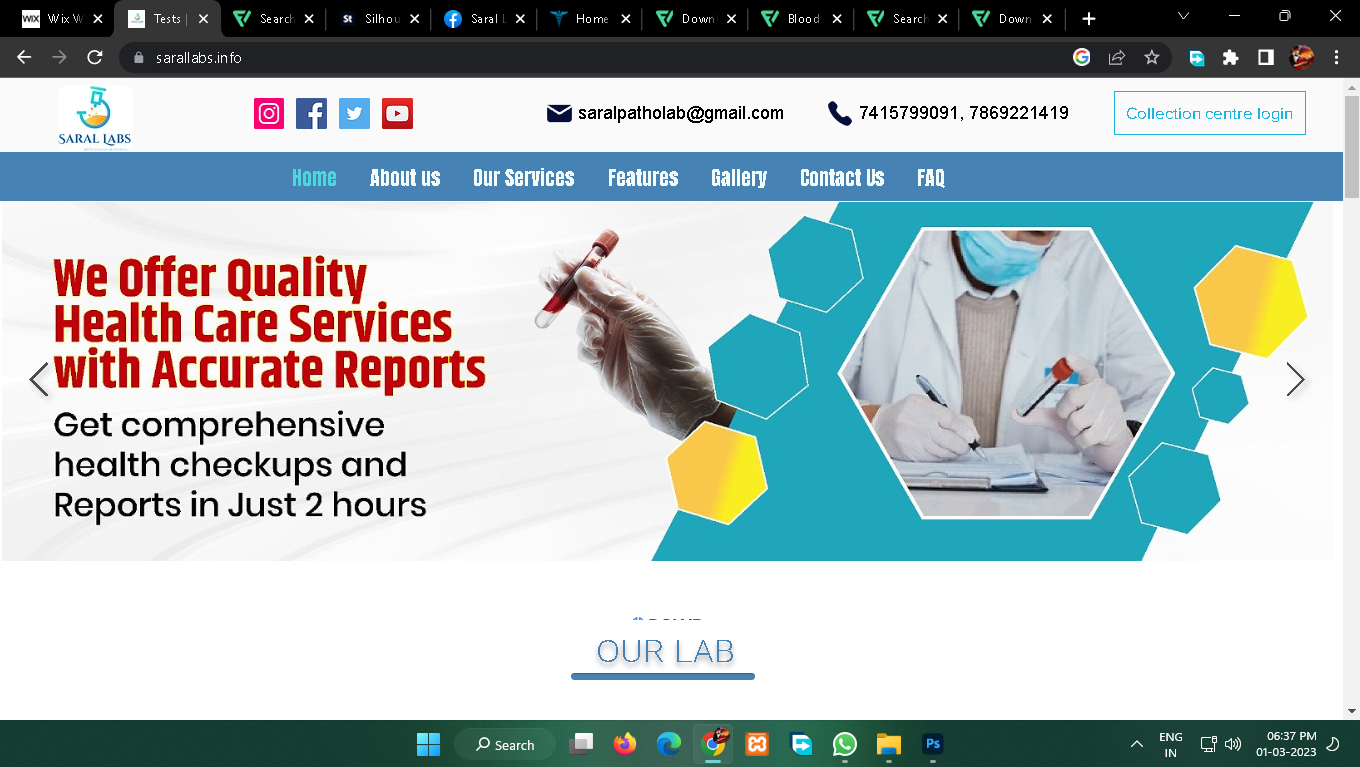 WIX Wix W
Tests |
Search
St Silhou
Saral L
Home
Down
Blood
Search
Down
sarallabs.info
SARAL LABS
saralpatholab@gmail.com
7415799091, 7869221419
Collection centre login
Home About us Our Services Features Gallery Contact Us FAQ
We Offer Quality
Health Care Services
with Accurate Reports
Get comprehensive
health checkups and
Reports in Just 2 hours
OUR LAB
Search
Ps
ENG
IN
06:37 PM
01-03-2023